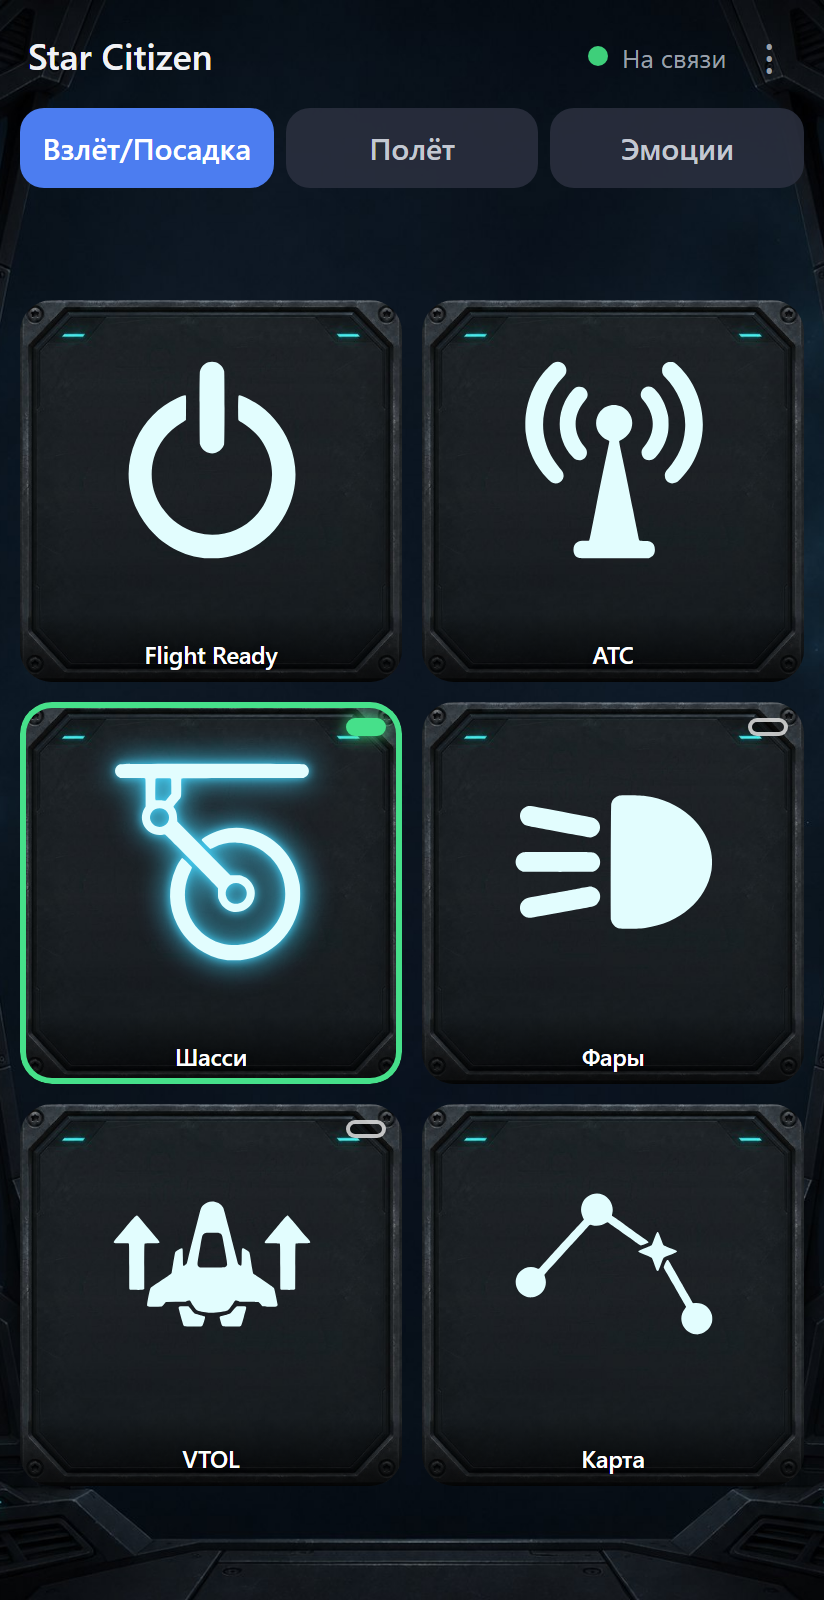 Star Citizen
На связи
Взлёт/Посадка
Полёт
Эмоции
Flight Ready
ATC
Шасси
Фары
VTOL
Карта